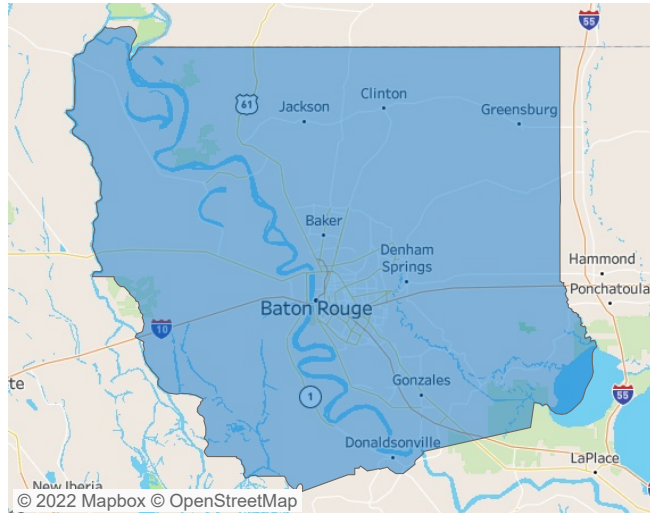 55
61
Jackson
Clinton
Greensburg
Baker
Denham
Springs
Hammond
Ponchatoula
Baton Rouge
10
Gonzales
1
55
Donaldsonville
LaPlace
New Iberia
© 2022 Mapbox © OpenStreetMap